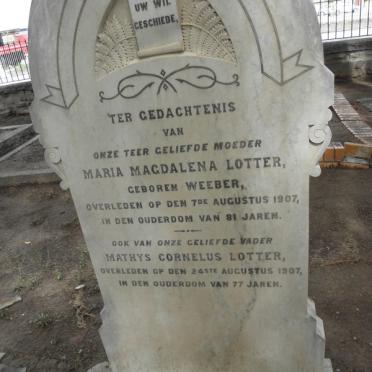 UW WIL
GESCHIEDE.
TER GEDACHTENIS
VAN
ONZE TEER GELIEFDE MOEDER
MARIA MAGDALENA LOTTER,
GEBOREN WEEBER,
OVERLEDEN OP DEN 7DE AUGUSTUS 1907,
IN DEN OUDERDOM VAN 81 JAREN.
OOK VAN ONZE GELIEFDE VADER
MATHYS CORNELUS LOTTER,
OVERLEDEN OP DEN 24STE AUGUSTUS 1907,
IN DEN OUDERDOM VAN 77 JAREN.